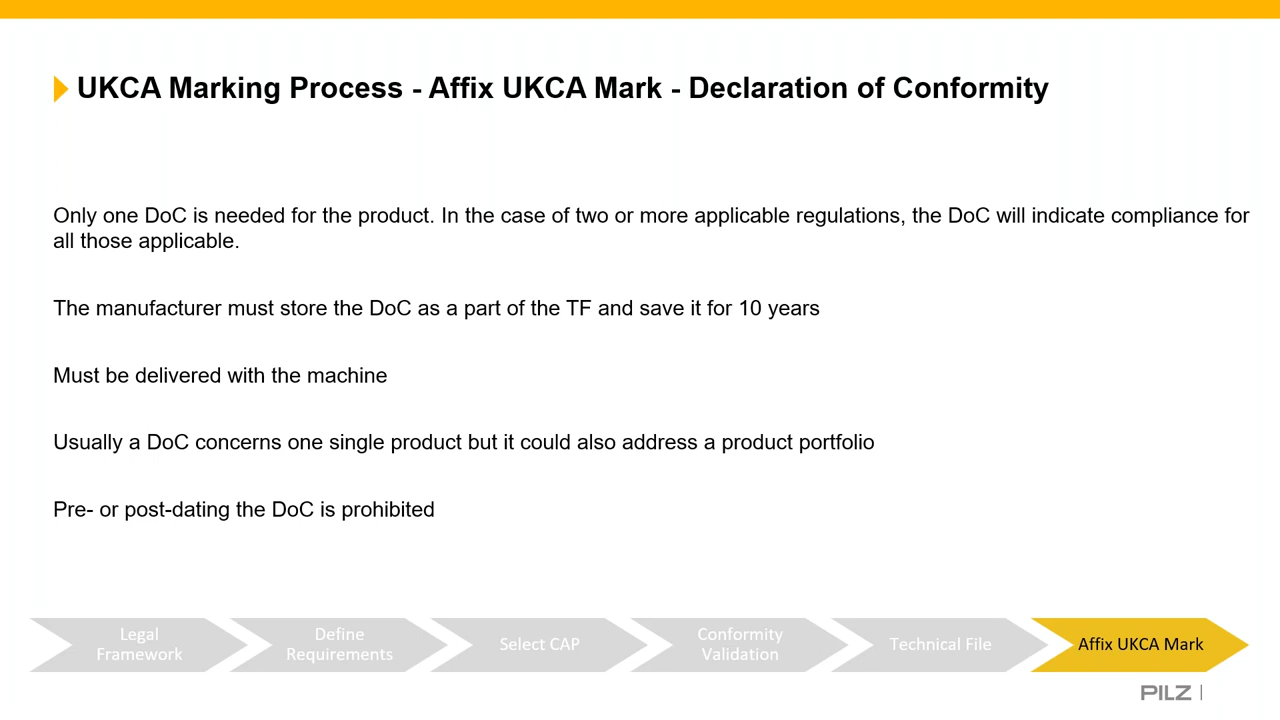 UKCA Marking Process - Affix UKCA Mark - Declaration of Conformity
Only one DoC is needed for the product. In the case of two or more applicable regulations, the DoC will indicate compliance for
all those applicable.
The manufacturer must store the DoC as a part of the TF and save it for 10 years
Must be delivered with the machine
Usually a DoC concerns one single product but it could also address a product portfolio
Pre- or post-dating the DoC is prohibited
Legal
Framework
Define
Requirements
Select CAP
Conformity
Validation
Technical File
Affix UKCA Mark
PILZ